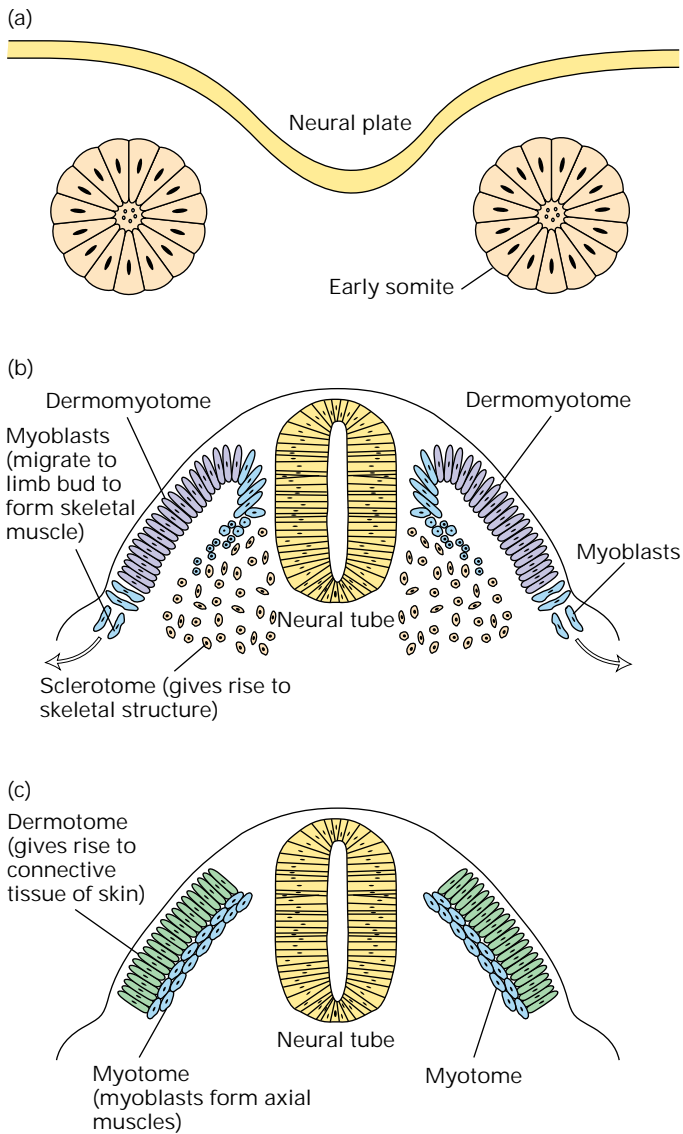 (a)
Neural plate
Early somite
(b)
Dermomyotome
Dermomyotome
Myoblasts
(migrate to
limb bud to
form skeletal
muscle)
Myoblasts
Neural tube
Sclerotome (gives rise to
skeletal structure)
(c)
Dermotome
(gives rise to
connective
tissue of skin)
Neural tube
Myotome
(myoblasts form axial
muscles)
Myotome